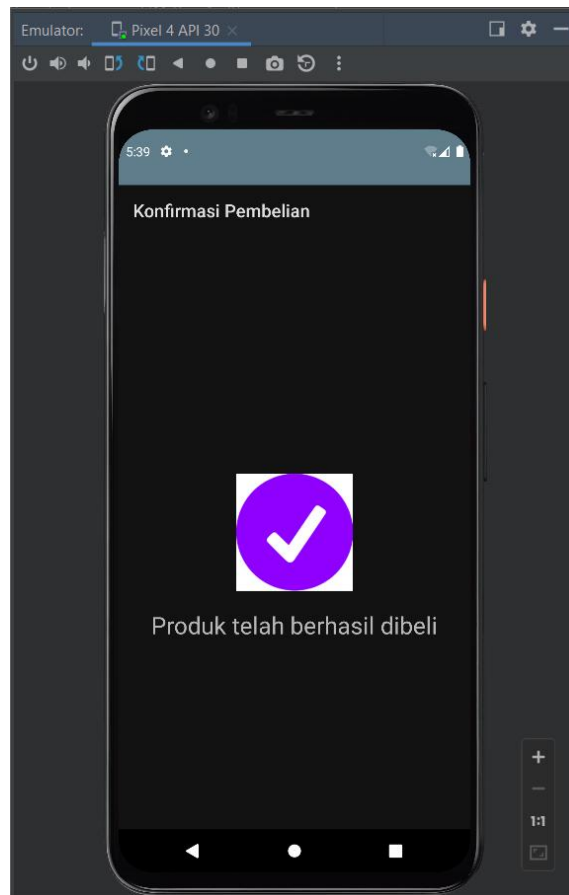 Emulator: Pixel 4 API 30
5:39
Konfirmasi Pembelian
Produk telah berhasil dibeli
1:1